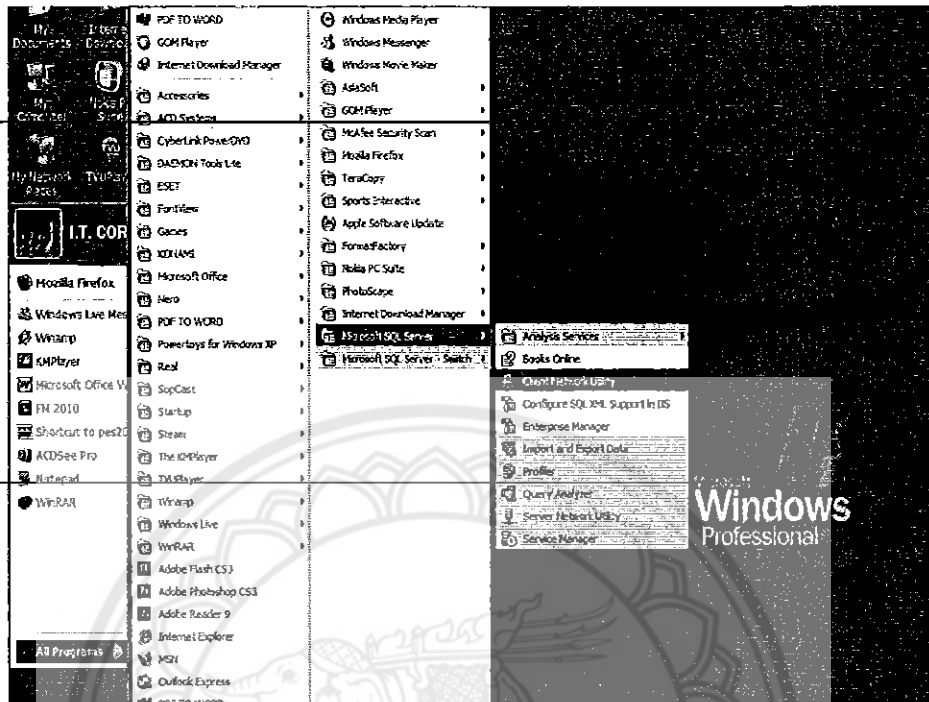 My Documents
My Computer
My Network Places
I.T. COR
Mozilla Firefox
Windows Live Mes
Winamp
KMPlayer
Microsoft Office W
FM 2010
Shortcut to pes20
ACDSee Pro
Notepad
WinRAR
All Programs
PDF TO WORD
GOM Player
Internet Download Manager
Accessories
ACD Systems
CyberLink PowerDVD
DAEMON Tools Lite
ESET
FontView
Games
KONAMI
Microsoft Office
Nero
PDF TO WORD
Powertoys for Windows XP
Real
SopCast
Startup
Steam
The KMPlayer
TVUPlayer
Winamp
Windows Live
WinRAR
Adobe Flash CS3
Adobe Photoshop CS3
Adobe Reader 9
Internet Explorer
MSN
Outlook Express
PDF TO WORD
Windows Media Player
Windows Messenger
Windows Movie Maker
AsiaSoft
GOM Player
McAfee Security Scan
Mozilla Firefox
TeraCopy
Sports Interactive
Apple Software Update
FormatFactory
Nokia PC Suite
PhotoScape
Internet Download Manager
Microsoft SQL Server
Microsoft SQL Server - Switch
Analysis Services
Books Online
Client Network Utility
Configure SQL XML Support in IIS
Enterprise Manager
Import and Export Data
Profiler
Query Analyzer
Server Network Utility
Service Manager
Microsoft
Windows
Professional